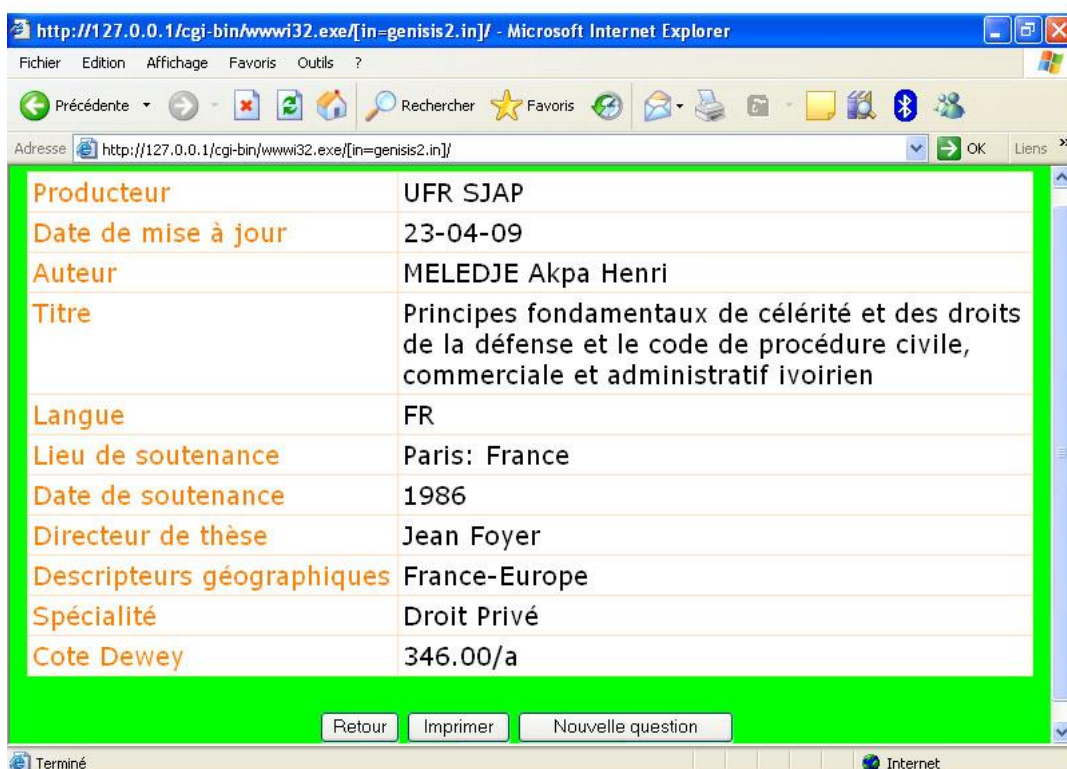 http://127.0.0.1/cgi-bin/wwwi32.exe/[in=genisis2.in]/ - Microsoft Internet Explorer
Fichier Edition Affichage Favoris Outils ?
Précédente Rechercher Favoris
Adresse http://127.0.0.1/cgi-bin/wwwi32.exe/[in=genisis2.in]/ OK Liens »
Producteur UFR SJAP
Date de mise à jour 23-04-09
Auteur MELEDJE Akpa Henri
Titre Principes fondamentaux de célérité et des droits
de la défense et le code de procédure civile,
commerciale et administratif ivoirien
Langue FR
Lieu de soutenance Paris: France
Date de soutenance 1986
Directeur de thèse Jean Foyer
Descripteurs géographiques France-Europe
Spécialité Droit Privé
Cote Dewey 346.00/a
Retour Imprimer Nouvelle question
Terminé Internet